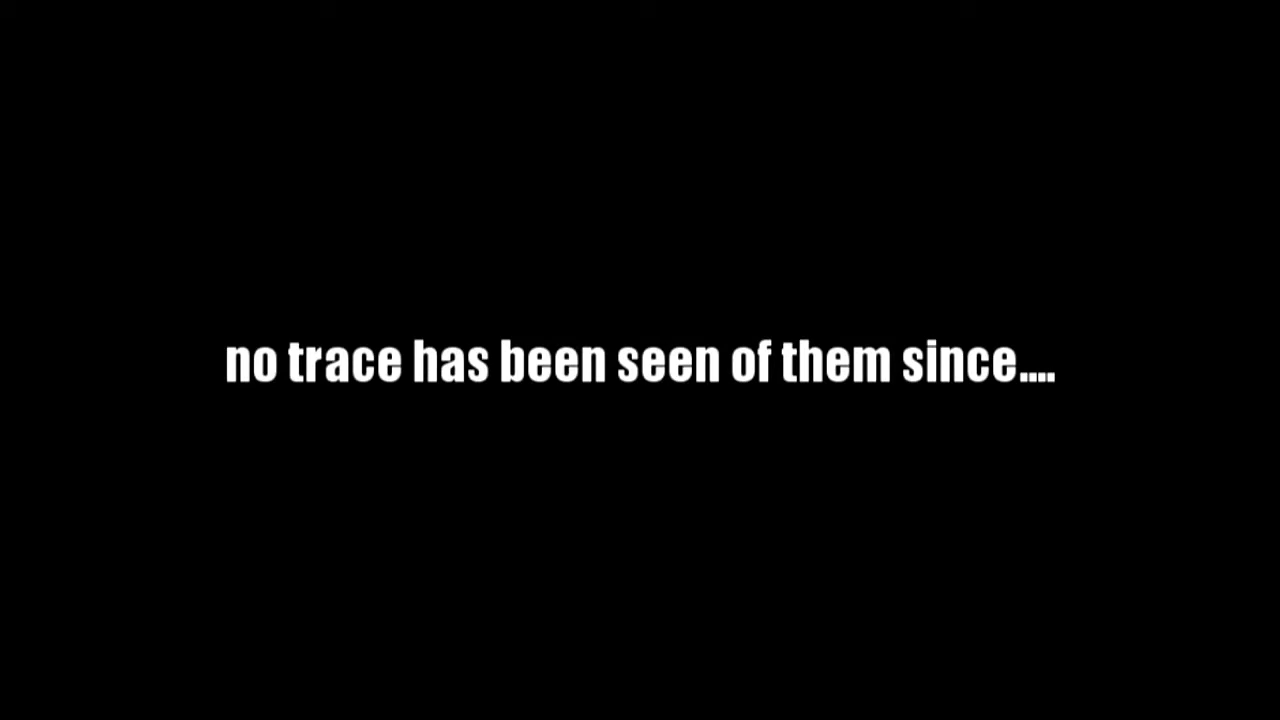 no trace has been seen of them since....